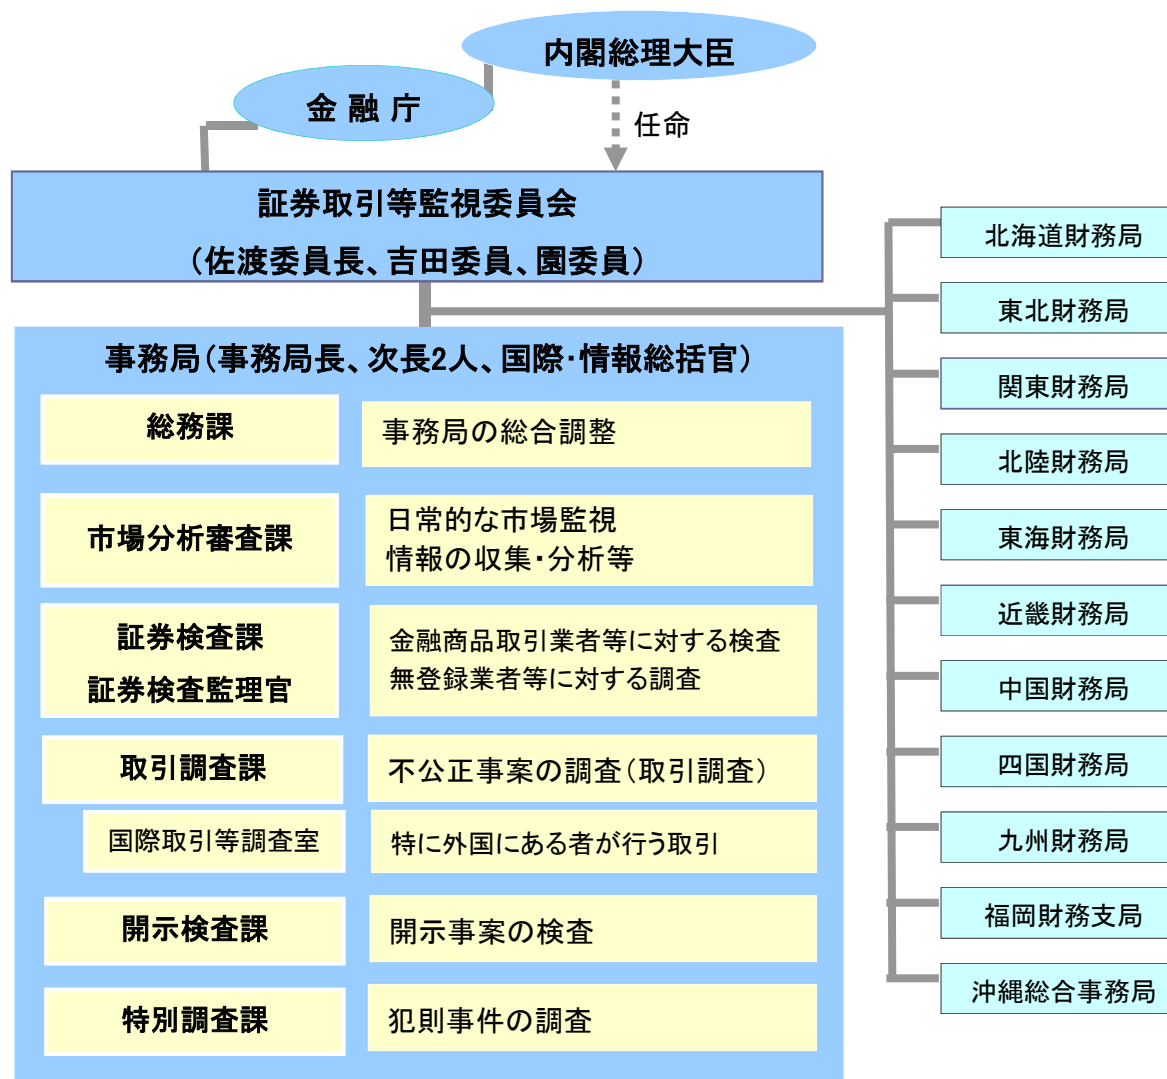 内閣総理大臣
金 融 庁
任命
証券取引等監視委員会
（佐渡委員長、吉田委員、園委員）
事務局（事務局長、次長2人、国際・情報総括官）
総務課
事務局の総合調整
市場分析審査課
日常的な市場監視
情報の収集・分析等
証券検査課
証券検査監理官
金融商品取引業者等に対する検査
無登録業者等に対する調査
取引調査課
不公正事案の調査（取引調査）
国際取引等調査室
特に外国にある者が行う取引
開示検査課
開示事案の検査
特別調査課
犯則事件の調査
北海道財務局
東北財務局
関東財務局
北陸財務局
東海財務局
近畿財務局
中国財務局
四国財務局
九州財務局
福岡財務支局
沖縄総合事務局